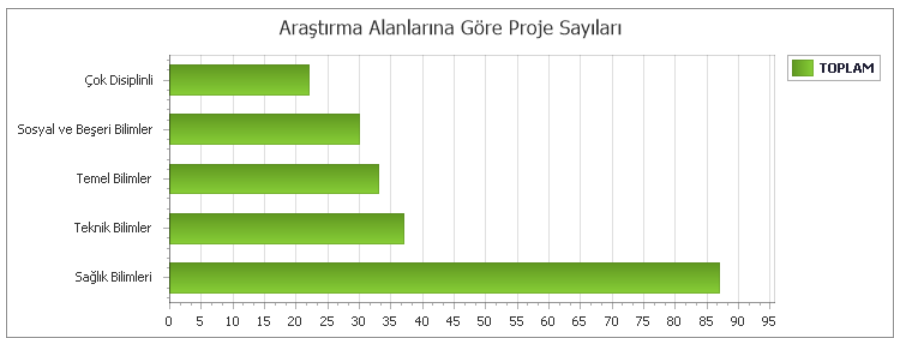 Araştırma Alanlarına Göre Proje Sayıları
TOPLAM
Çok Disiplinli
Sosyal ve Beşeri Bilimler
Temel Bilimler
Teknik Bilimler
Sağlık Bilimleri
0 5 10 15 20 25 30 35 40 45 50 55 60 65 70 75 80 85 90 95